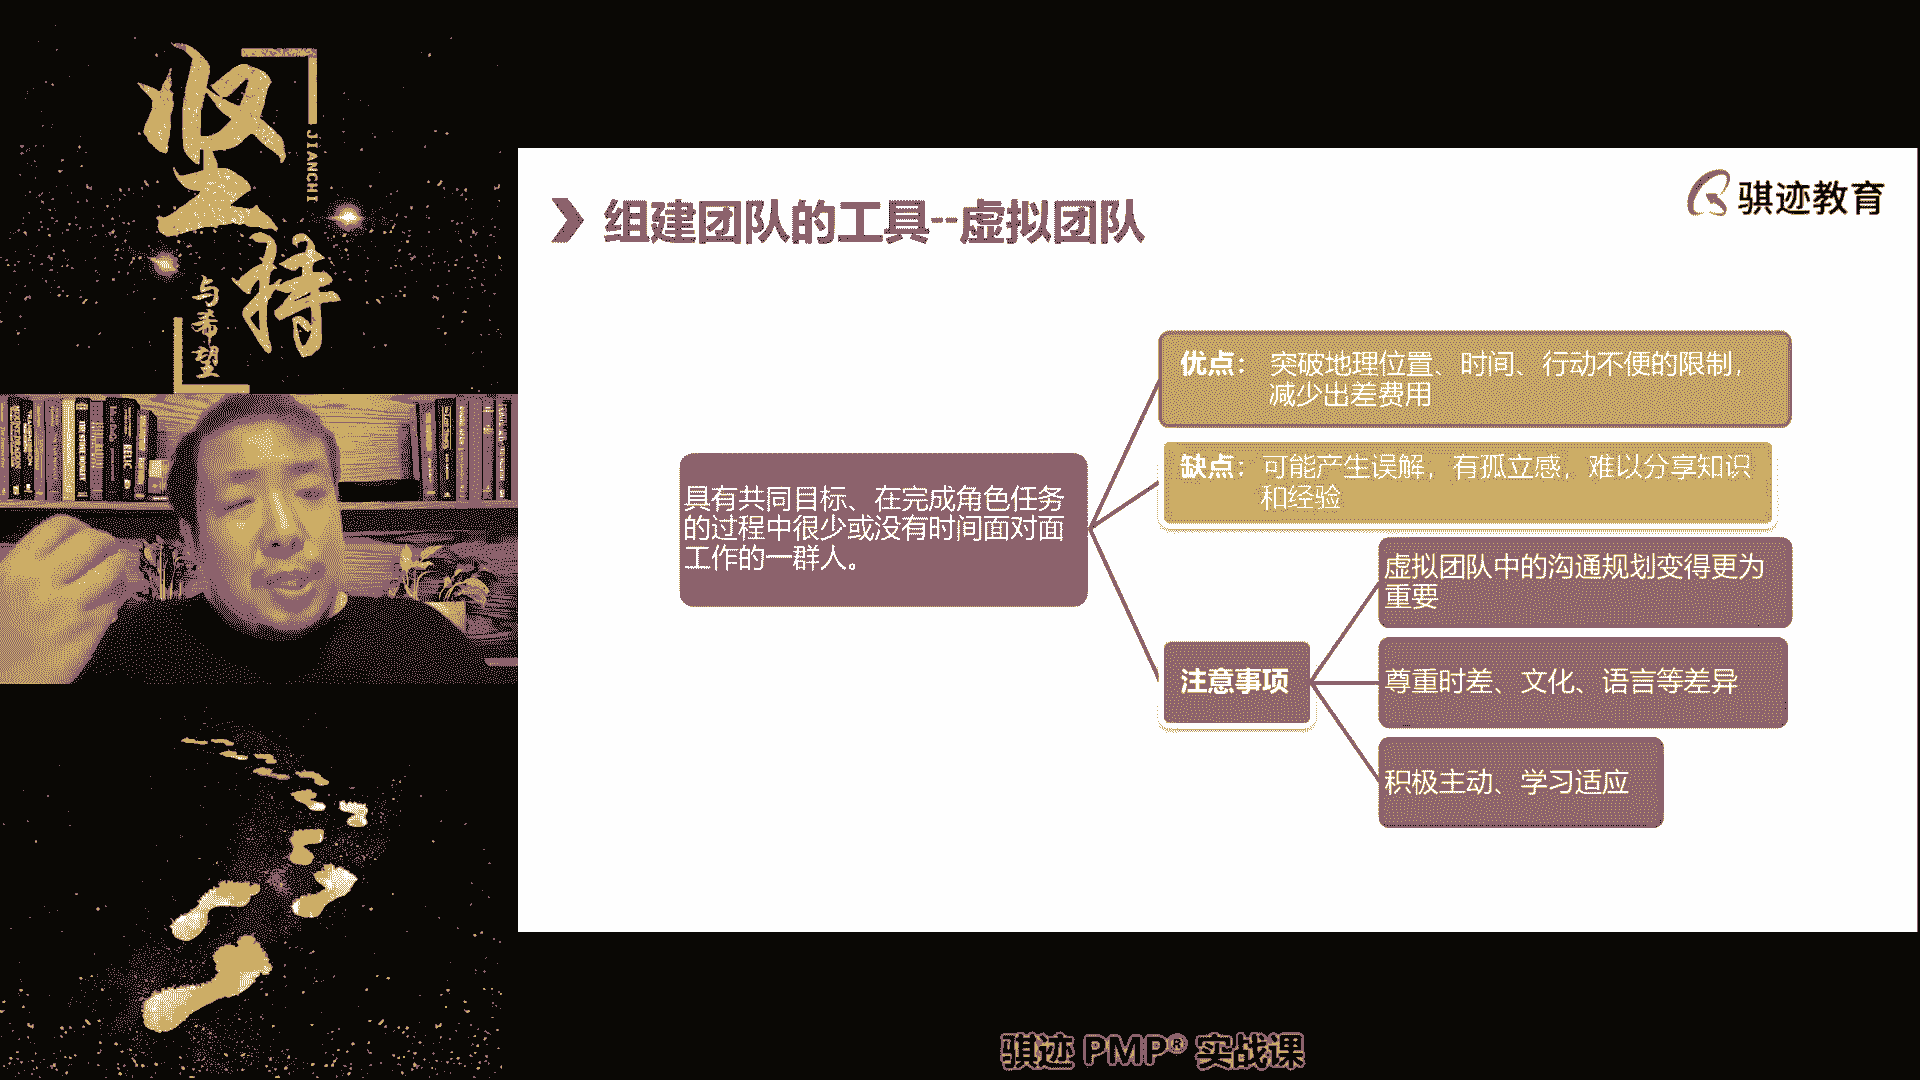 坚持
JIANCHI
与希望
骐迹教育
组建团队的工具--虚拟团队
具有共同目标、在完成角色任务
的过程中很少或没有时间面对面
工作的一群人。
优点: 突破地理位置、时间、行动不便的限制,
减少出差费用
缺点: 可能产生误解,有孤立感,难以分享知识
和经验
注意事项
虚拟团队中的沟通规划变得更为
重要
尊重时差、文化、语言等差异
积极主动、学习适应
骐迹 PMP® 实战课